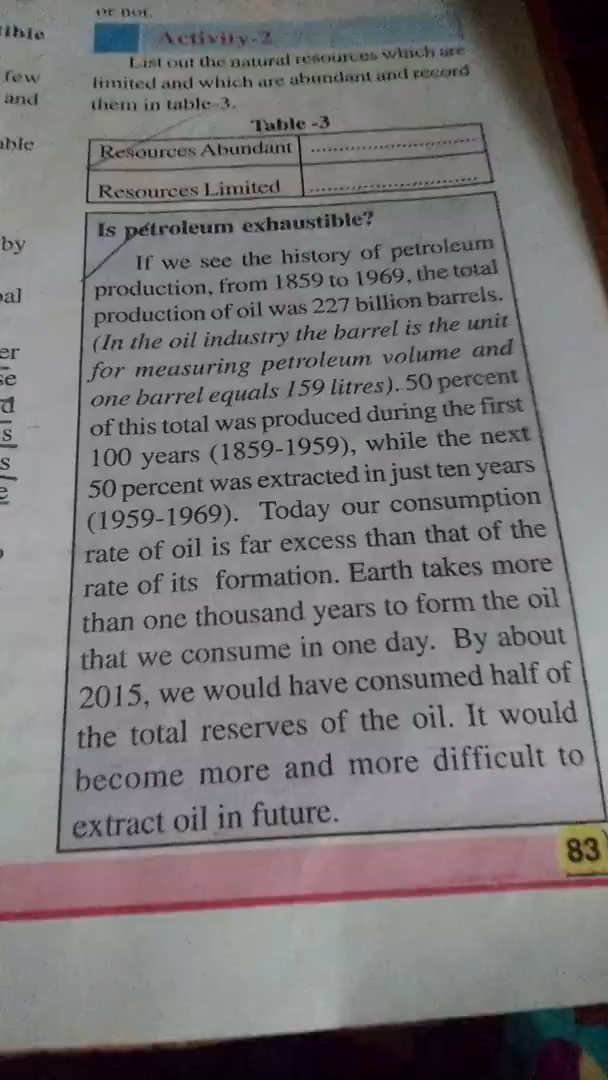 or not.
Activity-2
List out the natural resources which are
limited and which are abundant and record
them in table-3.
Table -3
Resources Abundant ..............................
Resources Limited ..............................
Is petroleum exhaustible?
If we see the history of petroleum
production, from 1859 to 1969, the total
production of oil was 227 billion barrels.
(In the oil industry the barrel is the unit
for measuring petroleum volume and
one barrel equals 159 litres). 50 percent
of this total was produced during the first
100 years (1859-1959), while the next
50 percent was extracted in just ten years
(1959-1969). Today our consumption
rate of oil is far excess than that of the
rate of its formation. Earth takes more
than one thousand years to form the oil
that we consume in one day. By about
2015, we would have consumed half of
the total reserves of the oil. It would
become more and more difficult to
extract oil in future.
83
few
and
by